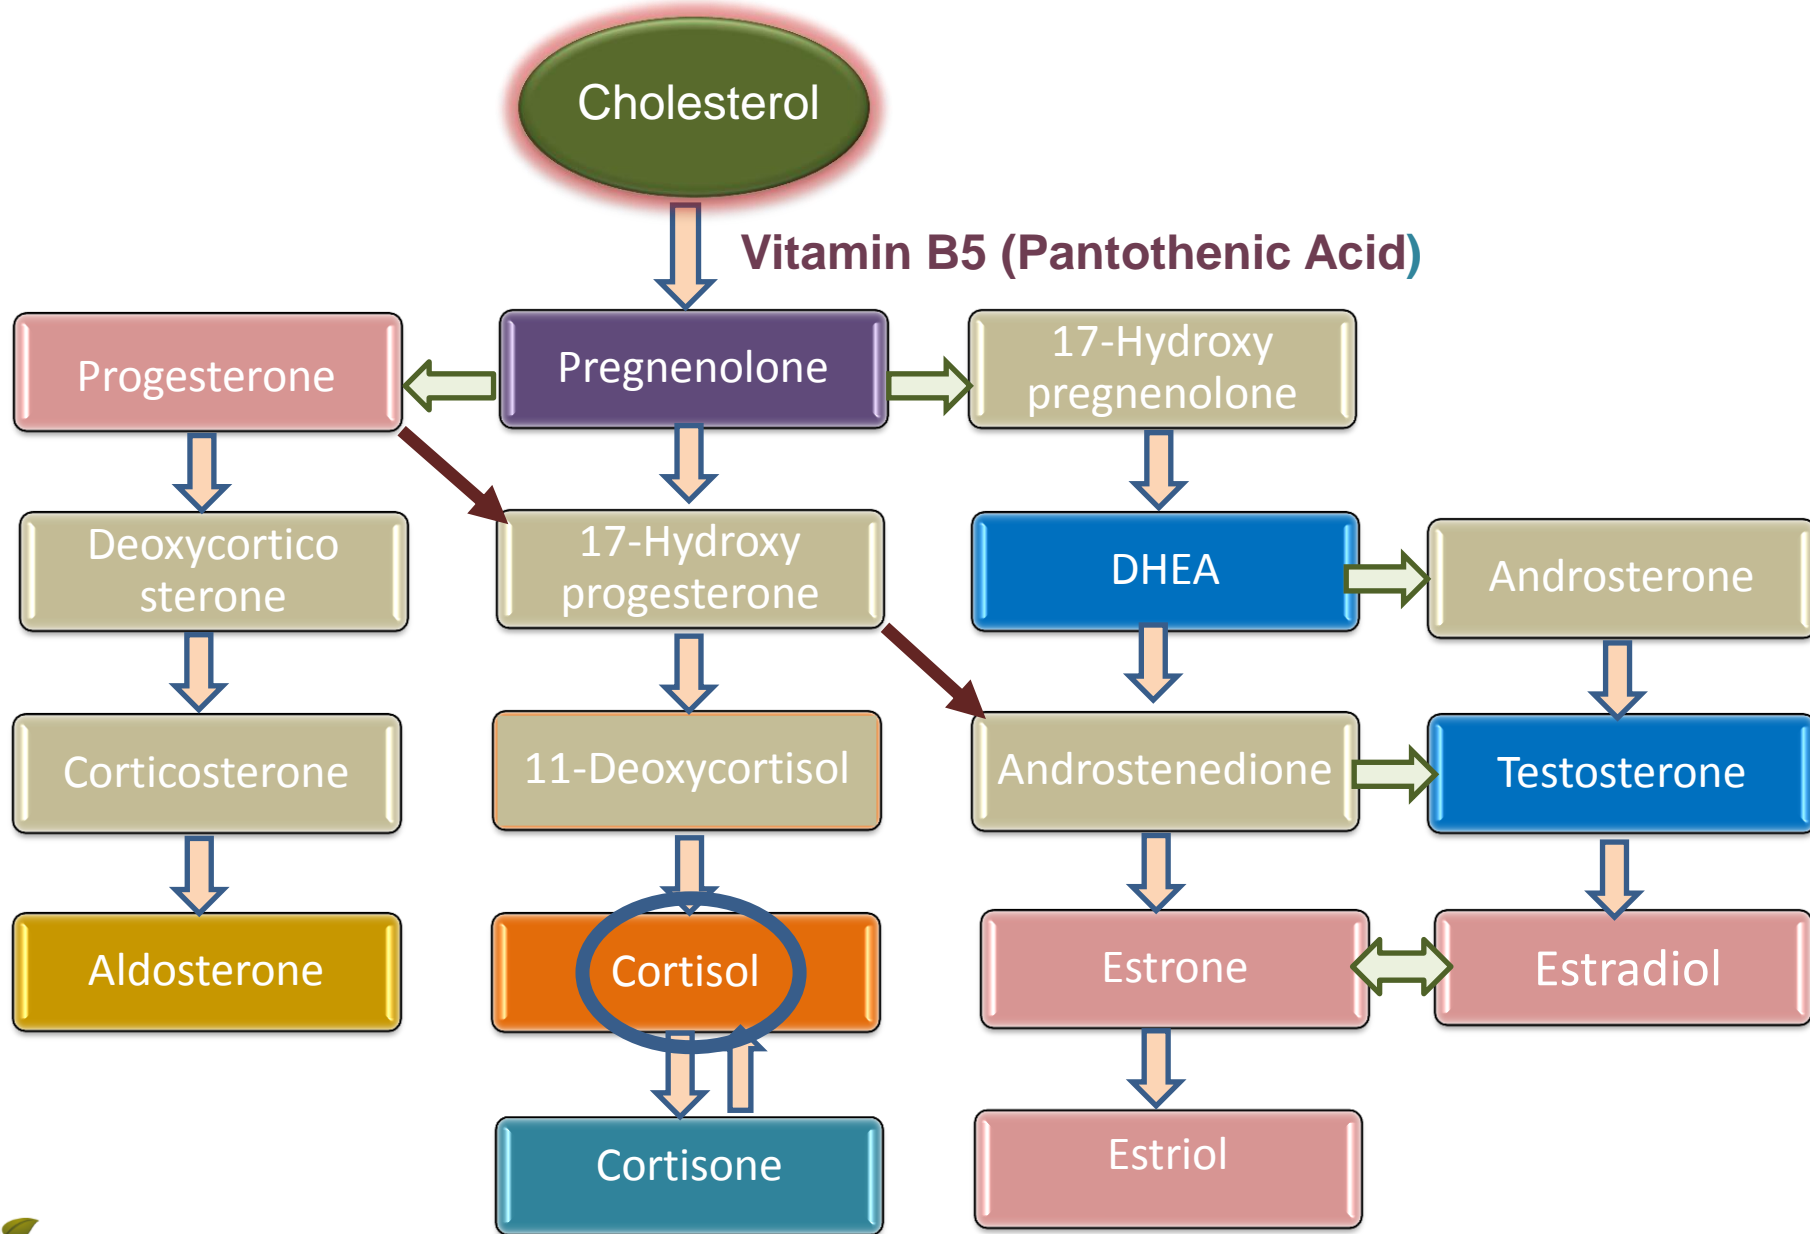 Cholesterol
Vitamin B5 (Pantothenic Acid)
Progesterone
Pregnenolone
17-Hydroxy
pregnenolone
Deoxycortico
sterone
17-Hydroxy
progesterone
DHEA
Androsterone
Corticosterone
11-Deoxycortisol
Androstenedione
Testosterone
Aldosterone
Cortisol
Estrone
Estradiol
Cortisone
Estriol